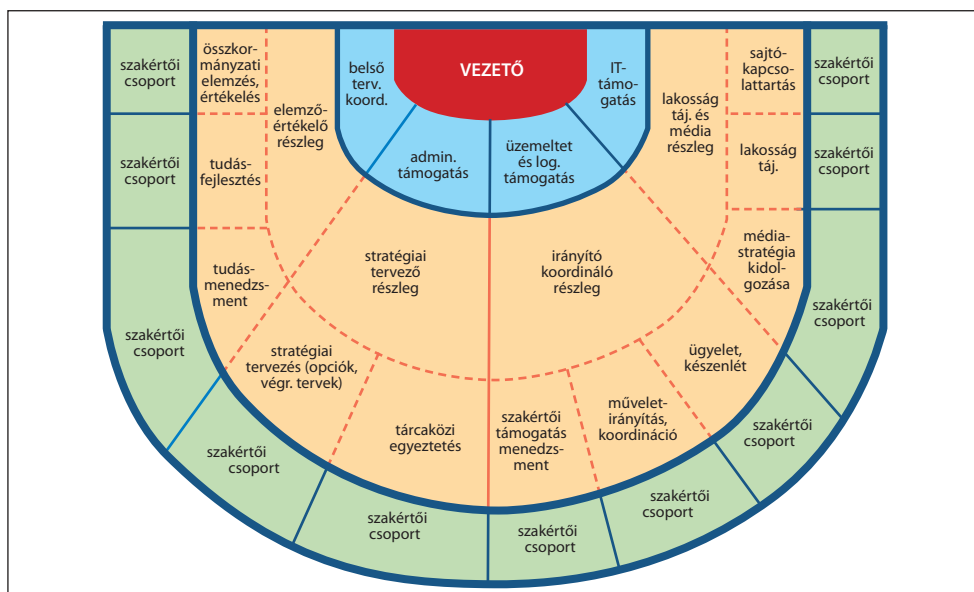 szakértői
csoport
összkor-
mányzati
elemzés,
értékelés
elemző-
értékelő
részleg
belső
terv.
koord.
VEZETŐ
IT-
támo-
gatás
lakosság
táj. és
média
részleg
sajtó-
kapcso-
lattartás
szakértői
csoport
szakértői
csoport
tudás-
fejlesztés
admin.
támogatás
üzemeltet
és log.
támogatás
lakosság
táj.
szakértői
csoport
tudás-
menedzs-
ment
stratégiai
tervező
részleg
irányító
koordináló
részleg
média-
stratégia
kidol-
gozása
szakértői
csoport
szakértői
csoport
stratégiai
tervezés (opciók,
végr. tervek)
tárcaközi
egyeztetés
szakértői
támogatás
menedzs-
ment
művelet-
irányítás,
koordináció
ügyelet,
készenlét
szakértői
csoport
szakértői
csoport
szakértői
csoport
szakértői
csoport
szakértői
csoport